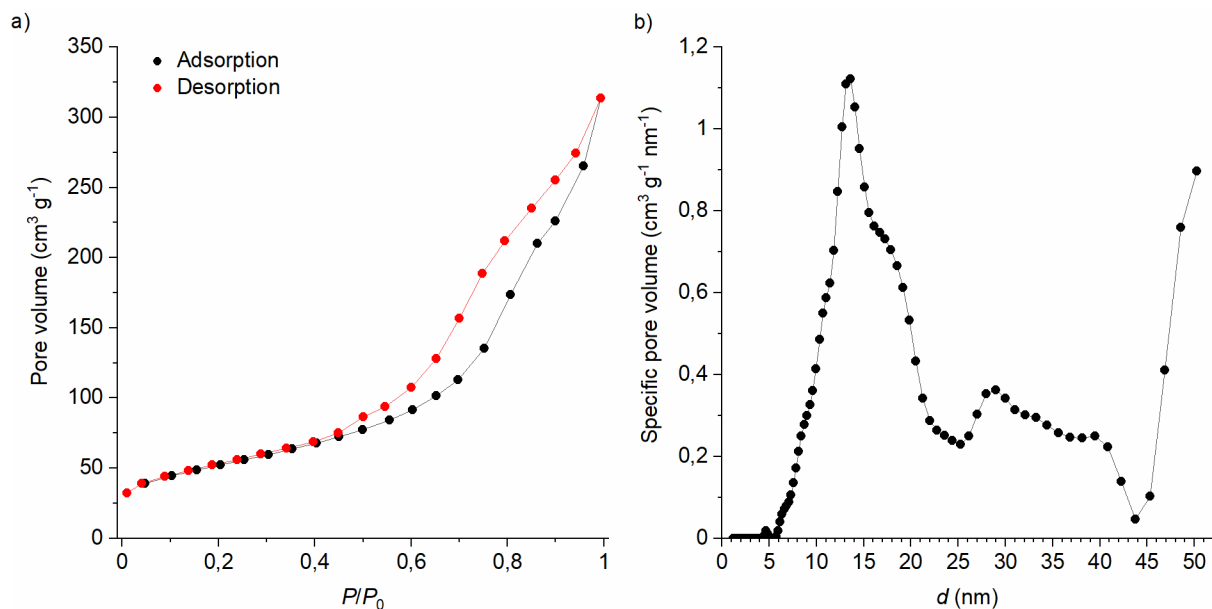 a)
350
300
250
200
150
100
50
0
Pore volume (cm³ g⁻¹)
Adsorption
Desorption
0 0,2 0,4 0,6 0,8 1
P/P₀
b)
1,2
1
0,8
0,6
0,4
0,2
0
Specific pore volume (cm³ g⁻¹ nm⁻¹)
0 5 10 15 20 25 30 35 40 45 50
d (nm)